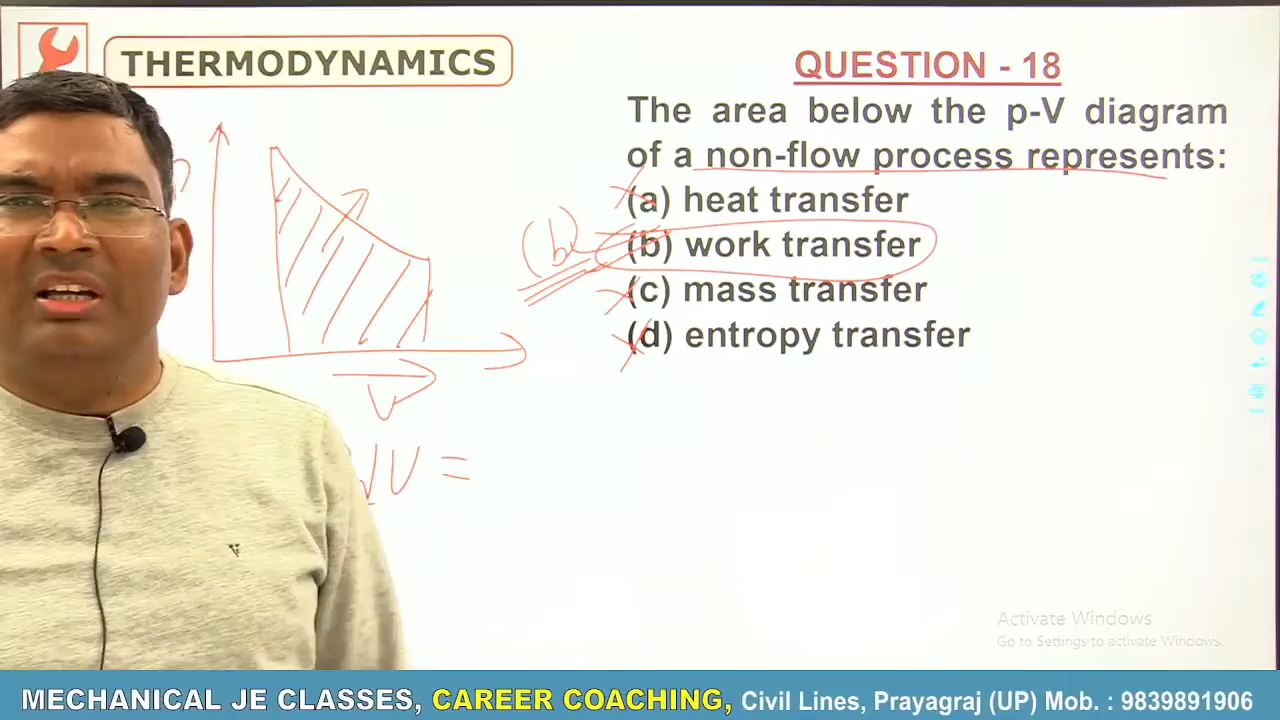 THERMODYNAMICS
QUESTION - 18
The area below the p-V diagram
of a non-flow process represents:
(a) heat transfer
(b) work transfer
(c) mass transfer
(d) entropy transfer
(b)
V
V =
Activate Windows
Go to Settings to activate Windows.
MECHANICAL JE CLASSES, CAREER COACHING, Civil Lines, Prayagraj (UP) Mob. : 9839891906